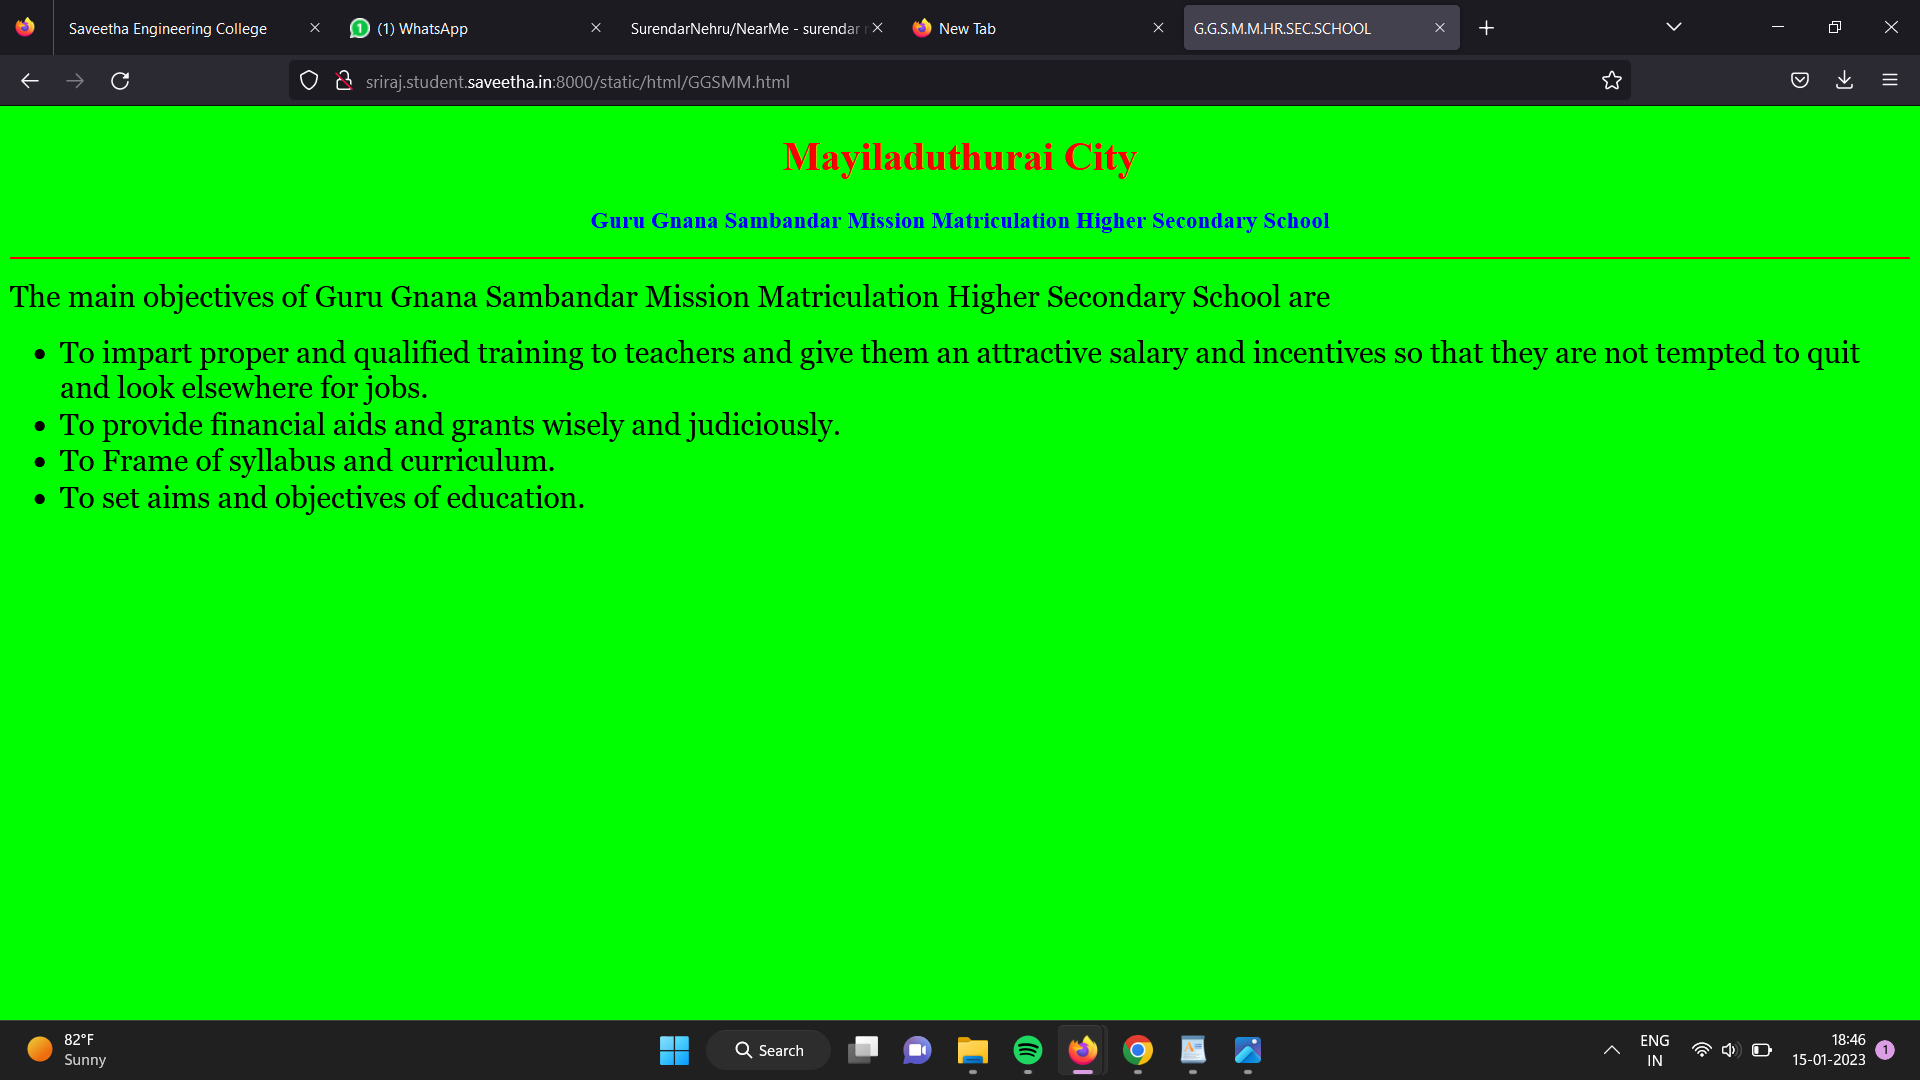 Saveetha Engineering College
(1) WhatsApp
SurendarNehru/NearMe - surendar
New Tab
G.G.S.M.M.HR.SEC.SCHOOL
sriraj.student.saveetha.in:8000/static/html/GGSMM.html
Mayiladuthurai City
Guru Gnana Sambandar Mission Matriculation Higher Secondary School
The main objectives of Guru Gnana Sambandar Mission Matriculation Higher Secondary School are
• To impart proper and qualified training to teachers and give them an attractive salary and incentives so that they are not tempted to quit
and look elsewhere for jobs.
• To provide financial aids and grants wisely and judiciously.
• To Frame of syllabus and curriculum.
• To set aims and objectives of education.
82°F
Sunny
Search
ENG
IN
18:46
15-01-2023
1